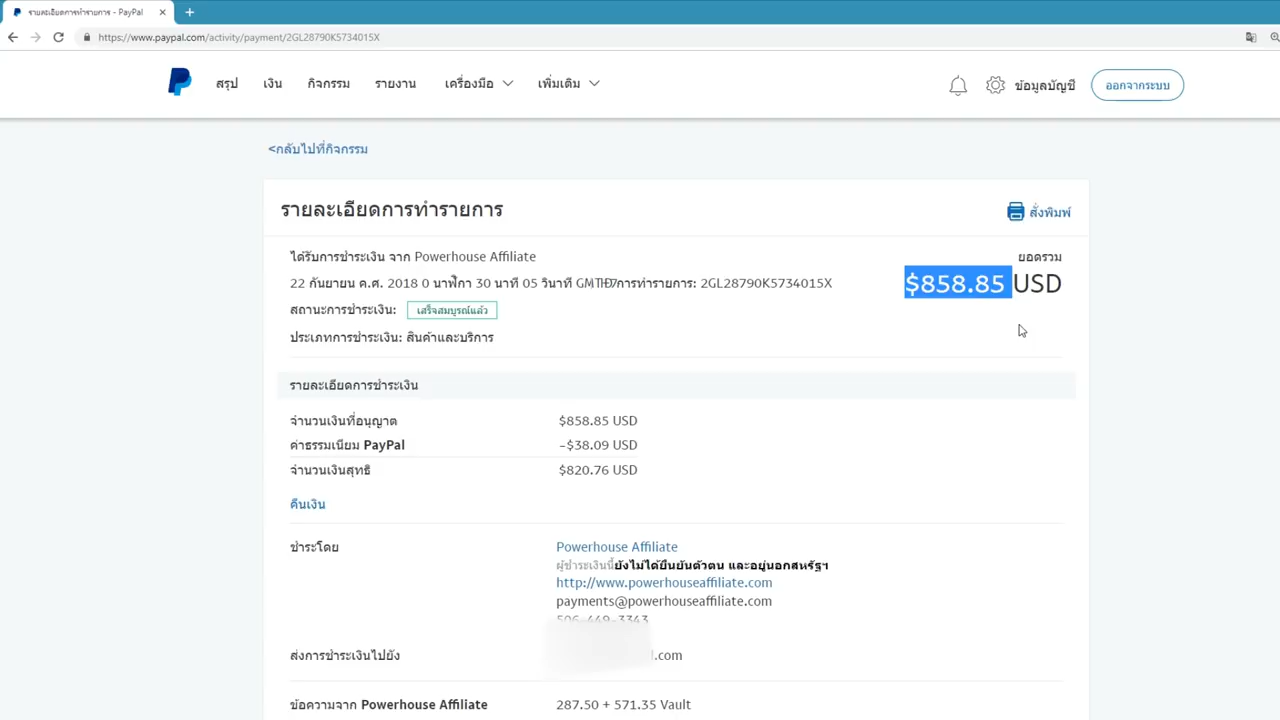 รายละเอียดการทำรายการ - PayPal
https://www.paypal.com/activity/payment/2GL28790K5734015X
สรุป เงิน กิจกรรม รายงาน เครื่องมือ เพิ่มเติม ข้อมูลบัญชี ออกจากระบบ
<กลับไปที่กิจกรรม
รายละเอียดการทำรายการ สั่งพิมพ์
ได้รับการชำระเงิน จาก Powerhouse Affiliate ยอดรวม
22 กันยายน ค.ศ. 2018 0 นาฬิกา 30 นาที 05 วินาที การทำรายการ: 2GL28790K5734015X $858.85 USD
สถานะการชำระเงิน: เสร็จสมบูรณ์แล้ว
ประเภทการชำระเงิน: สินค้าและบริการ
รายละเอียดการชำระเงิน
จำนวนเงินที่อนุญาต $858.85 USD
ค่าธรรมเนียม PayPal -$38.09 USD
จำนวนเงินสุทธิ $820.76 USD
คืนเงิน
ชำระโดย Powerhouse Affiliate
ผู้ชำระเงินนี้ยังไม่ได้ยืนยันตัวตน และอยู่นอกสหรัฐฯ
http://www.powerhouseaffiliate.com
payments@powerhouseaffiliate.com
506-449-3343
ส่งการชำระเงินไปยัง .com
ข้อความจาก Powerhouse Affiliate 287.50 + 571.35 Vault